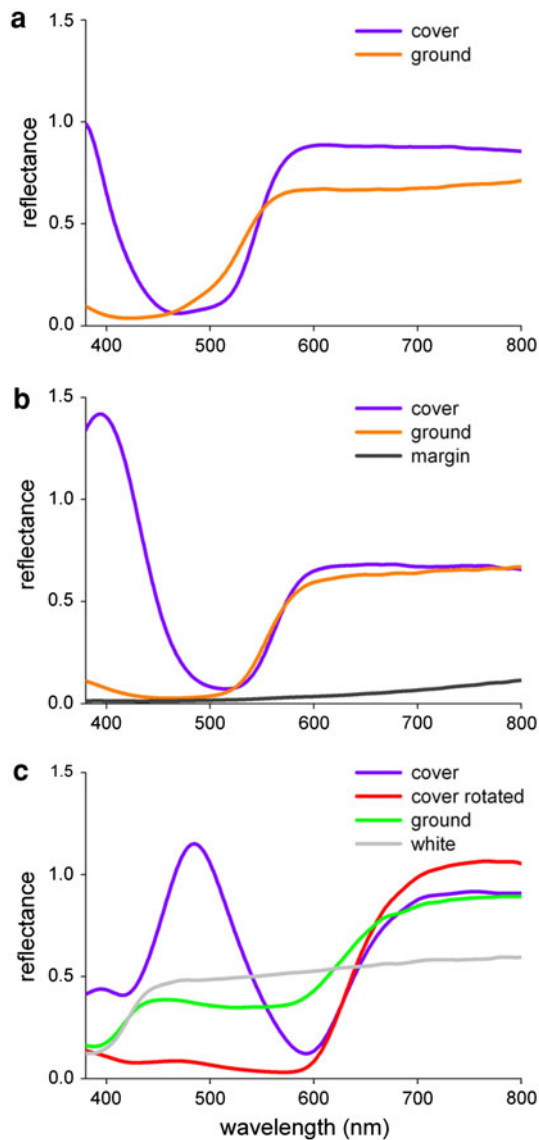 a
1.5
1.0
0.5
0.0
reflectance
cover
ground
400 500 600 700 800
b
1.5
1.0
0.5
0.0
reflectance
cover
ground
margin
400 500 600 700 800
c
1.5
1.0
0.5
0.0
reflectance
cover
cover rotated
ground
white
400 500 600 700 800
wavelength (nm)